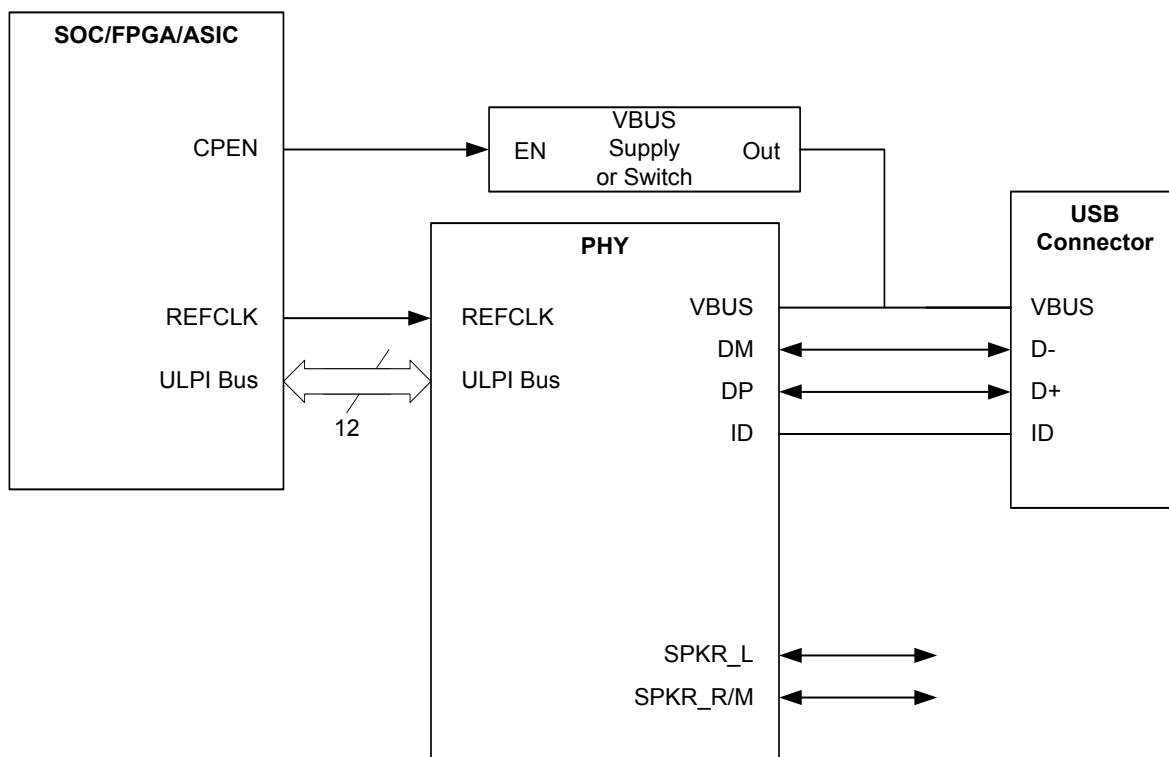 SOC/FPGA/ASIC
CPEN
REFCLK
ULPI Bus
12
EN
VBUS
Supply
or Switch
Out
PHY
REFCLK
ULPI Bus
VBUS
DM
DP
ID
SPKR_L
SPKR_R/M
USB
Connector
VBUS
D-
D+
ID